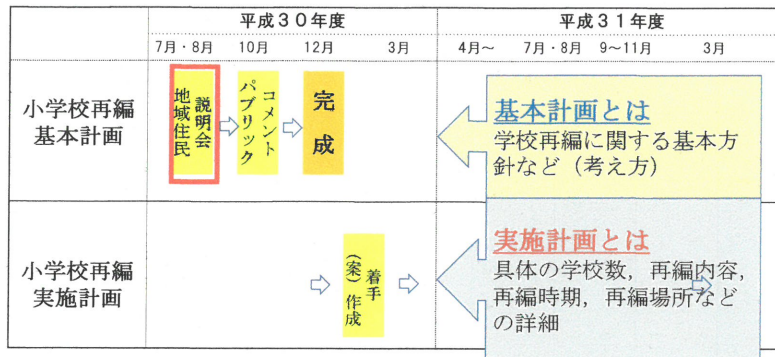 平成３０年度
平成３１年度
7月・8月
10月
12月
3月
4月～
7月・8月
9～11月
3月
小学校再編
基本計画
地域住民
説明会
パブリック
コメント
完成
基本計画とは
学校再編に関する基本方
針など（考え方）
小学校再編
実施計画
（案）作成
着手
実施計画とは
具体の学校数，再編内容，
再編時期，再編場所など
の詳細